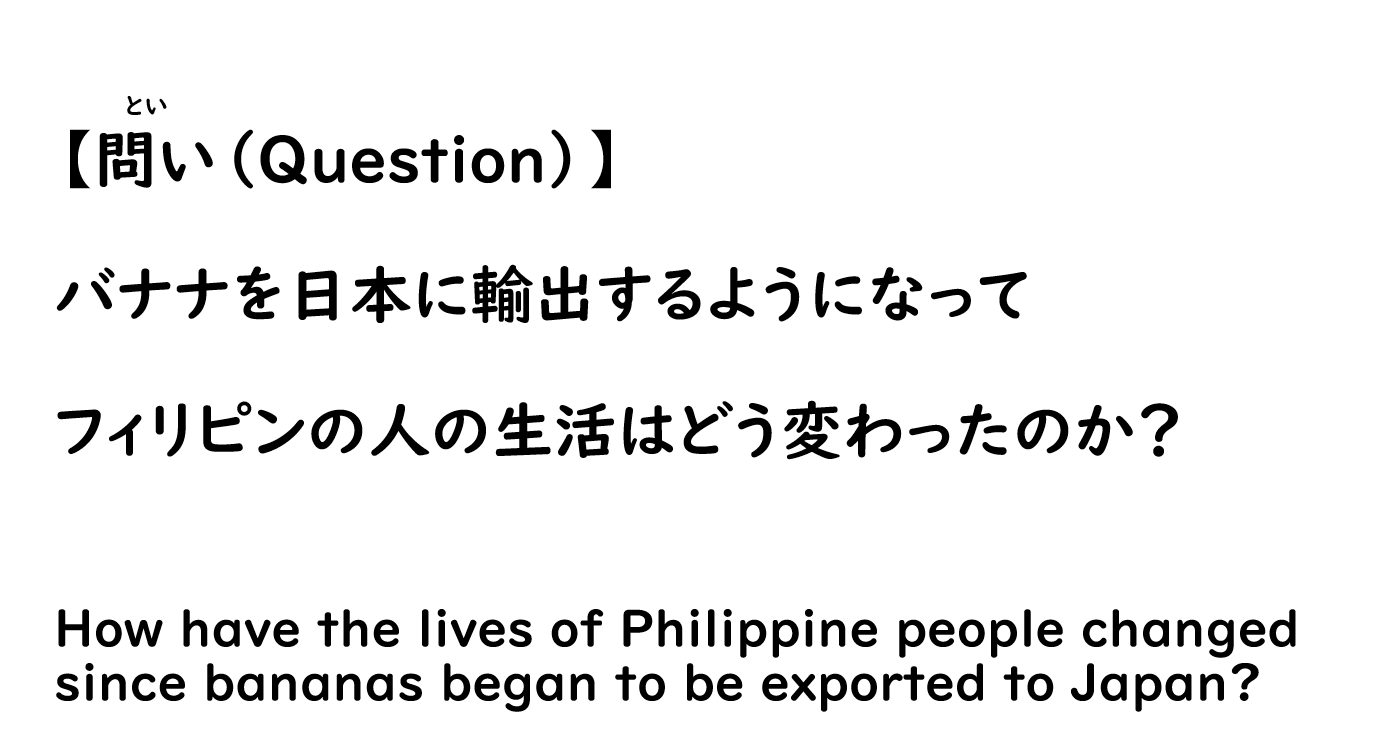 とい
【問い（Question）】
バナナを日本に輸出するようになって
フィリピンの人の生活はどう変わったのか？
How have the lives of Philippine people changed
since bananas began to be exported to Japan?